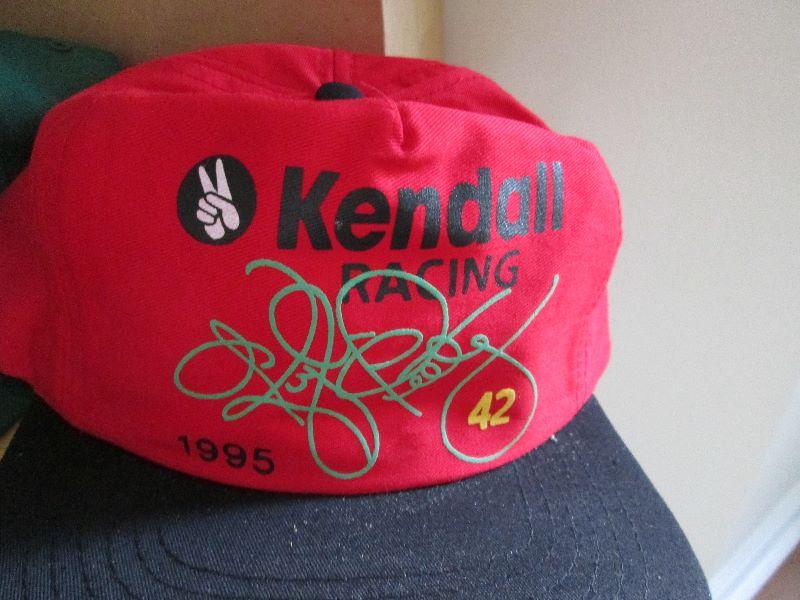 Kendall
RACING
42
1995